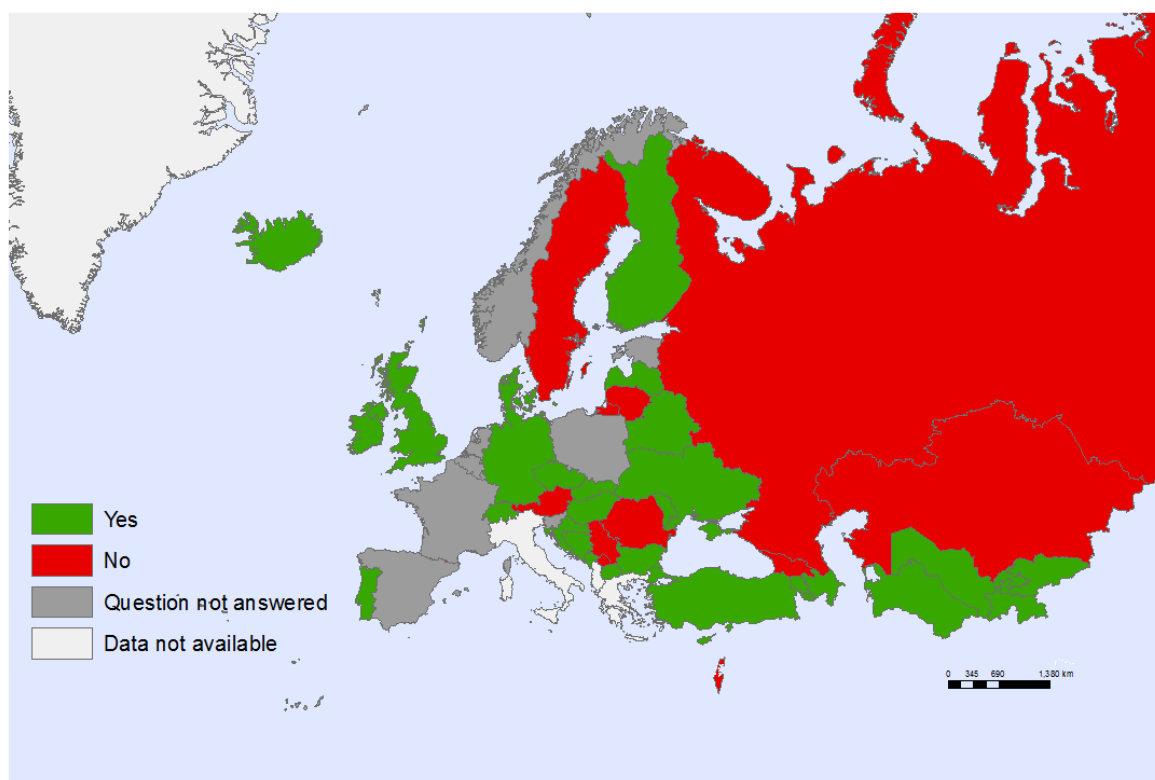 Yes
No
Question not answered
Data not available
0 345 690 1,380 km